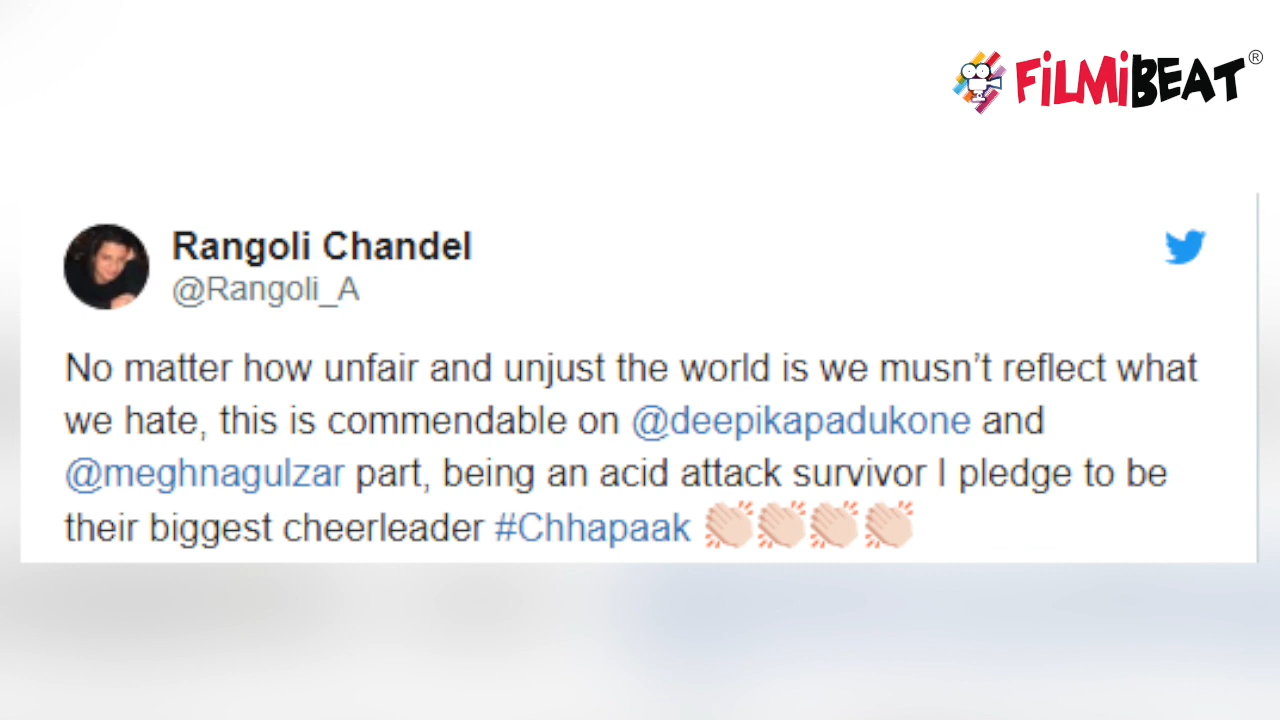 FiLMiBEAT®
Rangoli Chandel
@Rangoli_A
No matter how unfair and unjust the world is we musn’t reflect what
we hate, this is commendable on @deepikapadukone and
@meghnagulzar part, being an acid attack survivor I pledge to be
their biggest cheerleader #Chhapaak 👏🏻👏🏻👏🏻👏🏻